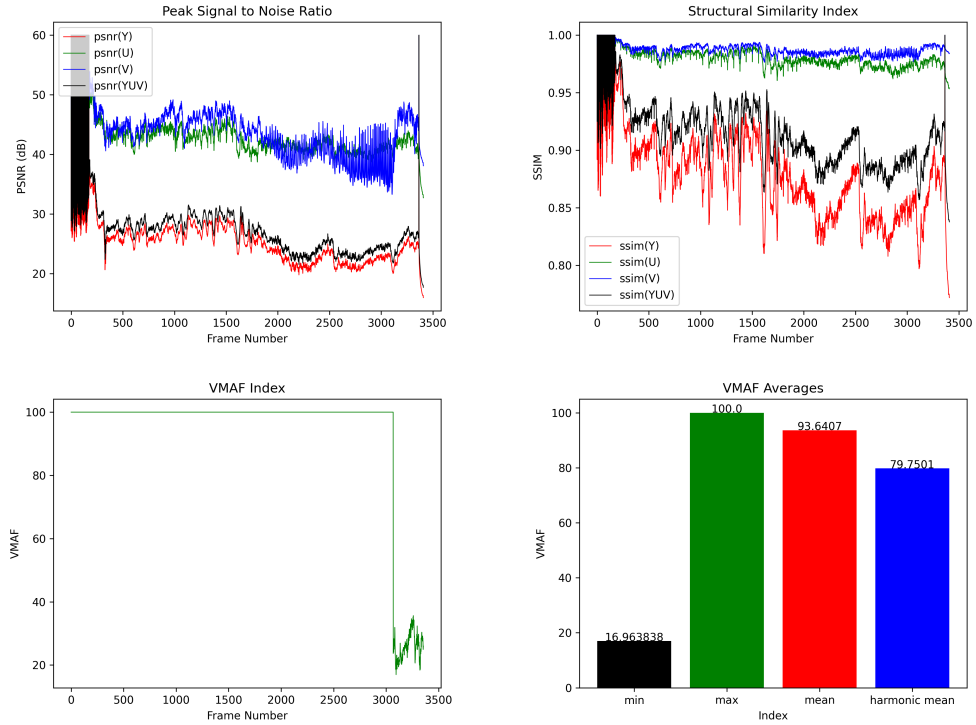 Peak Signal to Noise Ratio
60
50
40
30
20
PSNR (dB)
psnr(Y)
psnr(U)
psnr(V)
psnr(YUV)
0 500 1000 1500 2000 2500 3000 3500
Frame Number
Structural Similarity Index
1.00
0.95
0.90
0.85
0.80
SSIM
ssim(Y)
ssim(U)
ssim(V)
ssim(YUV)
0 500 1000 1500 2000 2500 3000 3500
Frame Number
VMAF Index
100
80
60
40
20
VMAF
0 500 1000 1500 2000 2500 3000 3500
Frame Number
VMAF Averages
100
80
60
40
20
0
VMAF
16.963838
100.0
93.6407
79.7501
min max mean harmonic mean
Index